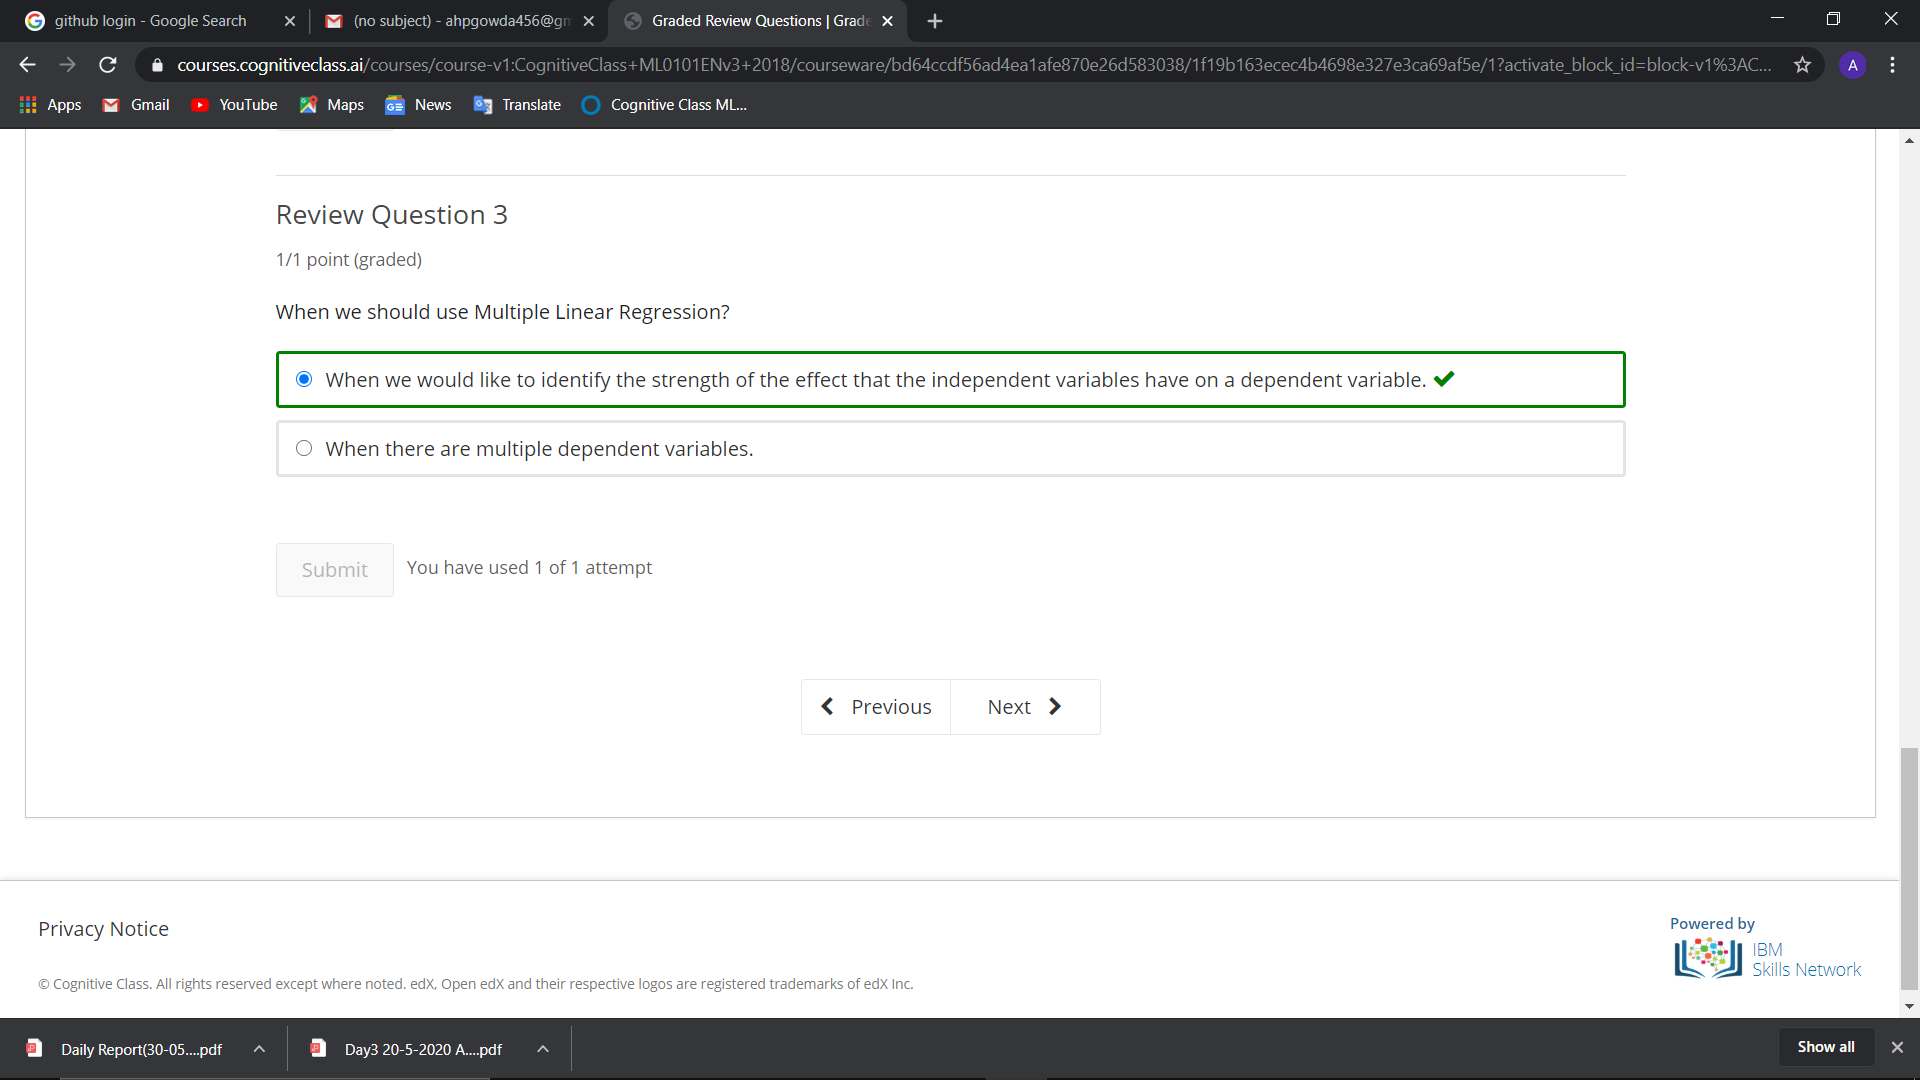 github login - Google Search
(no subject) - ahpgowda456@gm
Graded Review Questions | Grade
courses.cognitiveclass.ai/courses/course-v1:CognitiveClass+ML0101ENv3+2018/courseware/bd64ccdf56ad4ea1afe870e26d583038/1f19b163ecec4b4698e327e3ca69af5e/1?activate_block_id=block-v1%3AC...
A
Apps
Gmail
YouTube
Maps
News
Translate
Cognitive Class ML...
Review Question 3
1/1 point (graded)
When we should use Multiple Linear Regression?
When we would like to identify the strength of the effect that the independent variables have on a dependent variable.
When there are multiple dependent variables.
Submit
You have used 1 of 1 attempt
Previous
Next
Privacy Notice
Powered by
IBM
Skills Network
© Cognitive Class. All rights reserved except where noted. edX, Open edX and their respective logos are registered trademarks of edX Inc.
Daily Report(30-05....pdf
Day3 20-5-2020 A....pdf
Show all